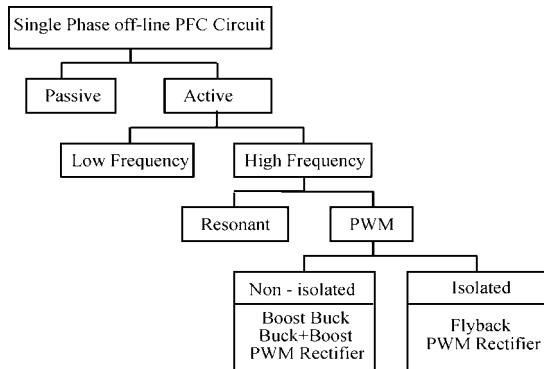 Single Phase off-line PFC Circuit
Passive
Active
Low Frequency
High Frequency
Resonant
PWM
Non - isolated
Boost Buck
Buck+Boost
PWM Rectifier
Isolated
Flyback
PWM Rectifier